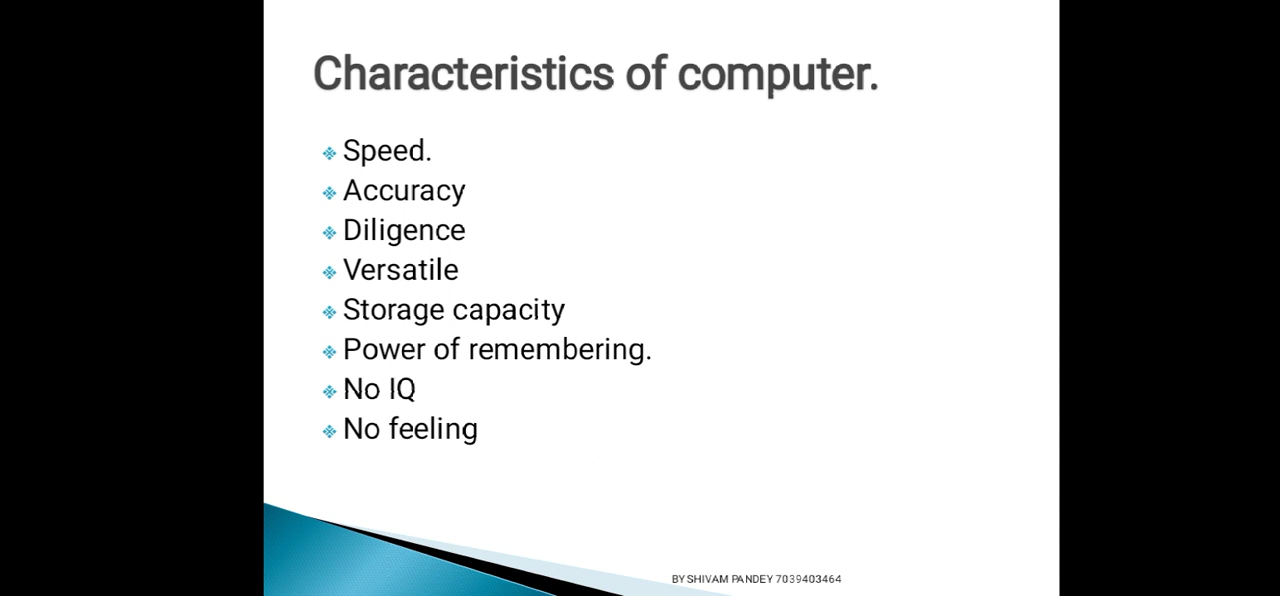 Characteristics of computer.
Speed.
Accuracy
Diligence
Versatile
Storage capacity
Power of remembering.
No IQ
No feeling
BY SHIVAM PANDEY 7039403464